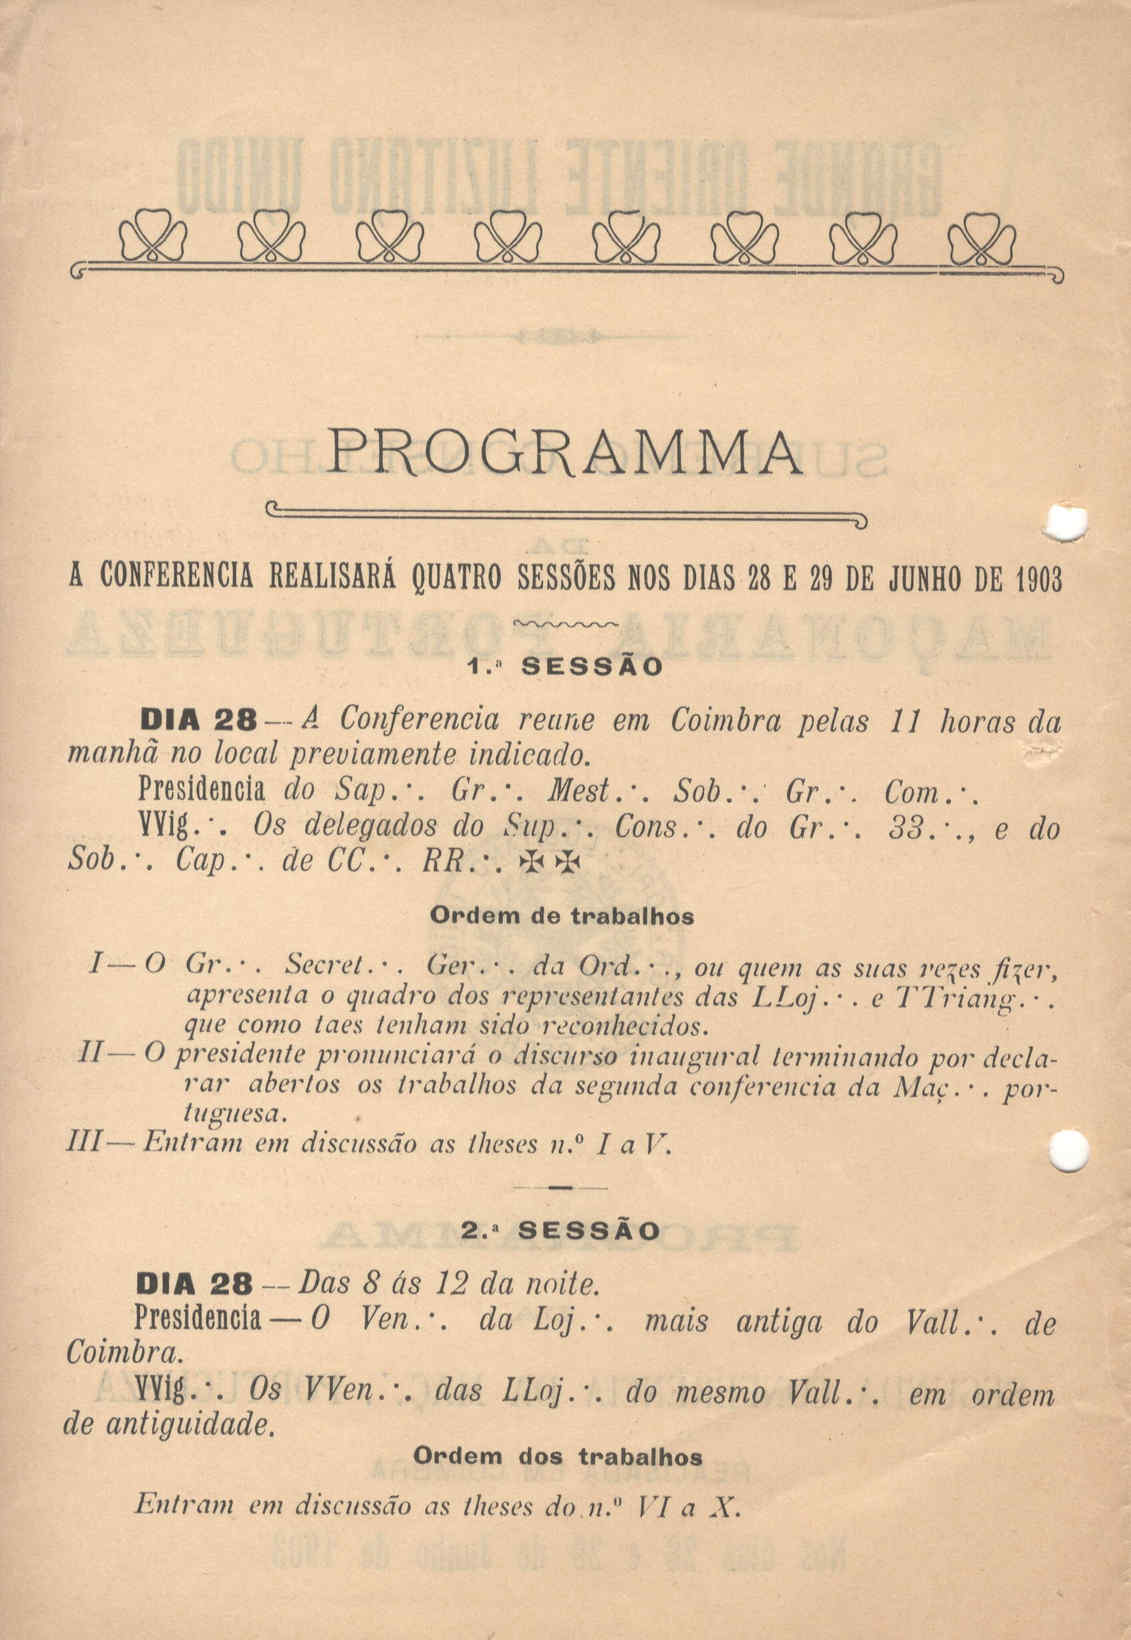 PROGRAMMA
A CONFERENCIA REALISARÁ QUATRO SESSÕES NOS DIAS 28 E 29 DE JUNHO DE 1903
1.ª SESSÃO
DIA 28 — A Conferencia reune em Coimbra pelas 11 horas da
manhã no local previamente indicado.
Presidencia do Sap.·. Gr.·. Mest.·. Sob.·. Gr.·. Com.·.
VVig.·. Os delegados do Sup.·. Cons.·. do Gr.·. 33.·., e do
Sob.·. Cap.·. de CC.·. RR.·. ✠ ✠
Ordem de trabalhos
I — O Gr.·. Secret.·. Ger.·. da Ord.·., ou quem as suas vezes fizer,
apresenta o quadro dos representantes das LLoj.·. e TTriang.·.
que como taes tenham sido reconhecidos.
II — O presidente pronunciará o discurso inaugural terminando por decla-
rar abertos os trabalhos da segunda conferencia da Maç.·. por-
tuguesa.
III — Entram em discussão as theses n.º I a V.
2.ª SESSÃO
DIA 28 — Das 8 ás 12 da noite.
Presidencia — O Ven.·. da Loj.·. mais antiga do Vall.·. de
Coimbra.
VVig.·. Os VVen.·. das LLoj.·. do mesmo Vall.·. em ordem
de antiguidade.
Ordem dos trabalhos
Entram em discussão as theses do n.º VI a X.